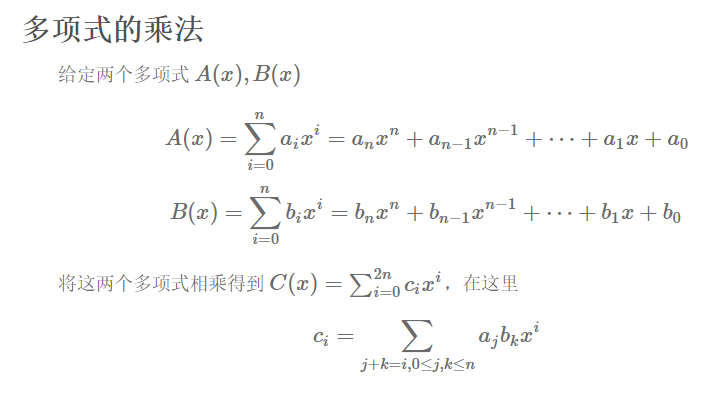 多项式的乘法
给定两个多项式 $A(x), B(x)$
$A(x) = \sum_{i=0}^{n} a_i x^i = a_n x^n + a_{n-1} x^{n-1} + \cdots + a_1 x + a_0$
$B(x) = \sum_{i=0}^{n} b_i x^i = b_n x^n + b_{n-1} x^{n-1} + \cdots + b_1 x + b_0$
将这两个多项式相乘得到 $C(x) = \sum_{i=0}^{2n} c_i x^i$，在这里
$c_i = \sum_{j+k=i, 0 \leq j,k \leq n} a_j b_k x^i$